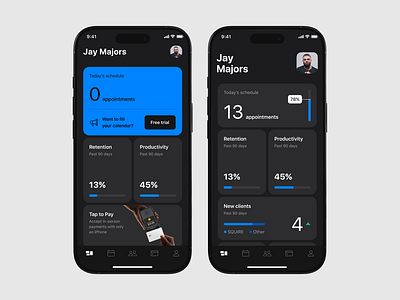 9:41
Jay Majors
Today's schedule
0 appointments
Want to fill
your calendar?
Free trial
Retention
Past 90 days
13%
Productivity
Past 90 days
45%
Tap to Pay
Accept in-person
payments with only
an iPhone
9:41
Jay
Majors
Today's schedule
13 appointments
78%
Retention
Past 90 days
13%
Productivity
Past 90 days
45%
New clients
Past 90 days
4
SQUIRE
Other